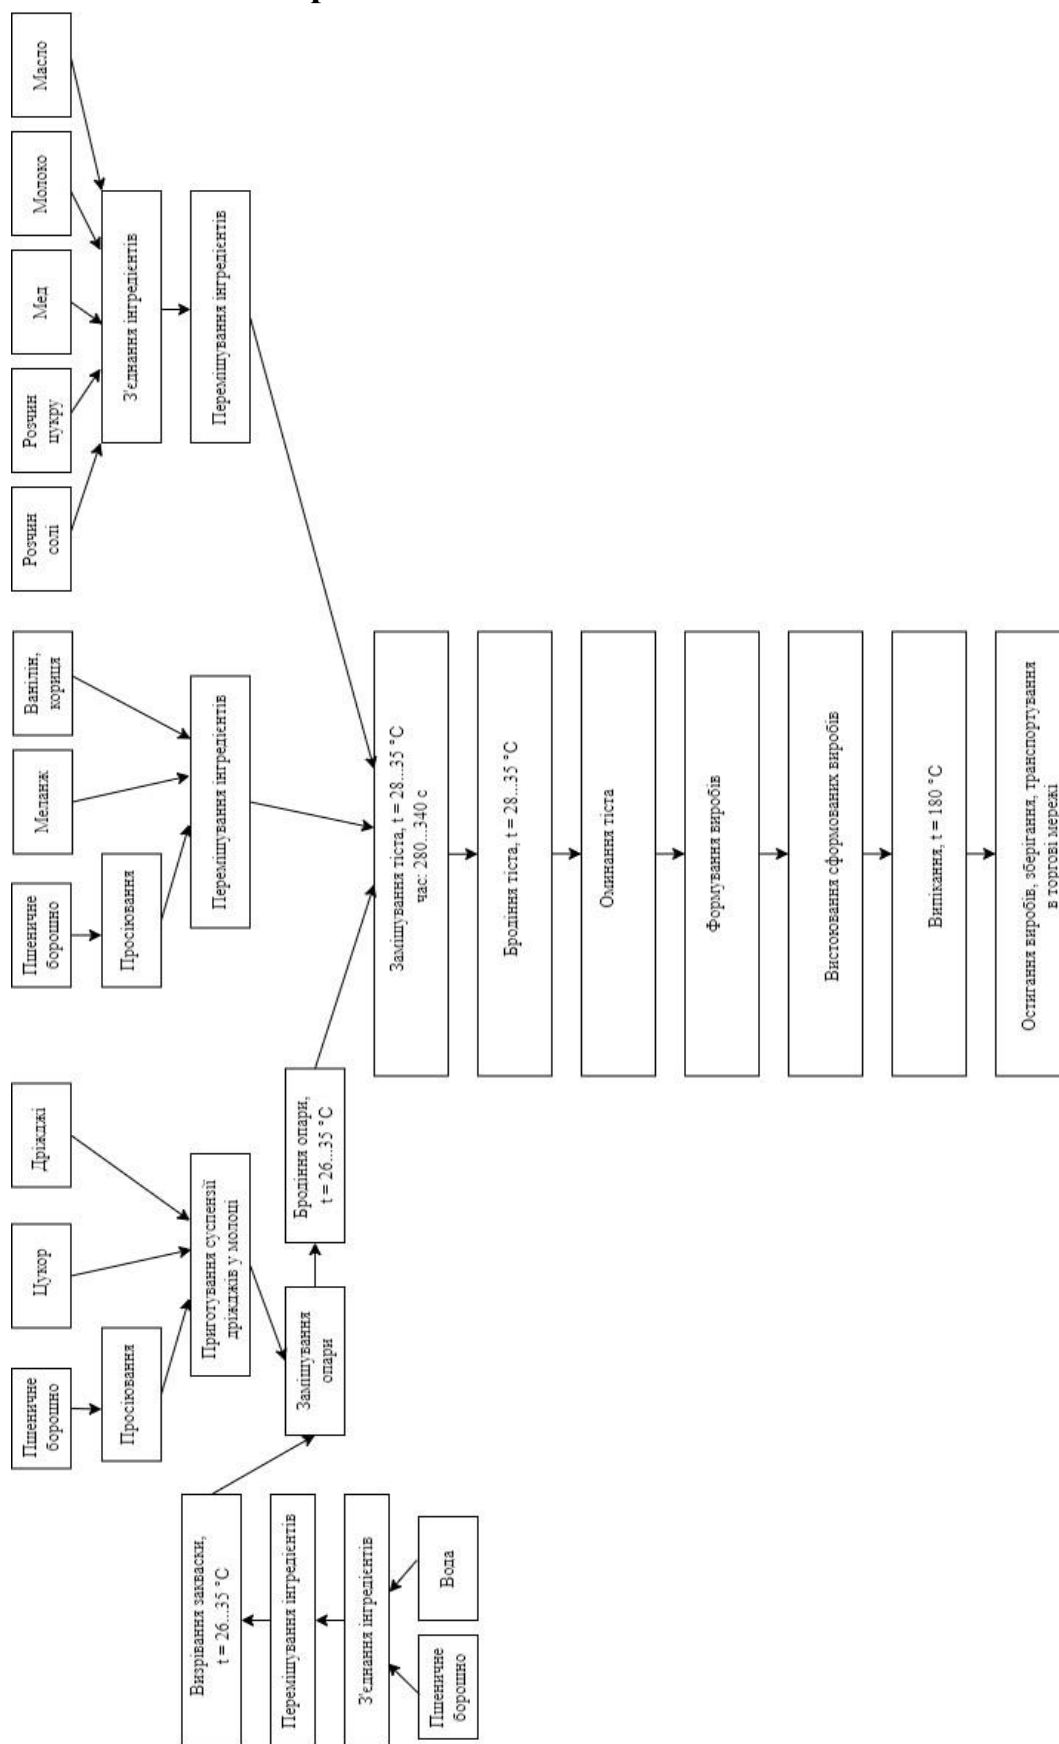 Пшеничне
борошно
Цукор
Дріжджі
Пшеничне
борошно
Меланж
Ванілін,
кориця
Розчин
солі
Розчин
цукру
Мед
Молоко
Масло
Просіювання
Просіювання
З'єднання інгредієнтів
Визрівання закваски,
t = 26...35 °C
Приготування суспензії
дріжджів у молоці
Перемішування інгредієнтів
Перемішування інгредієнтів
Перемішування інгредієнтів
Замішування
опари
Бродіння опари,
t = 26...35 °C
З'єднання інгредієнтів
Замішування тіста, t = 28...35 °C
час: 280...340 с
Пшеничне
борошно
Вода
Бродіння тіста, t = 28...35 °C
Оминання тіста
Формування виробів
Вистоювання сформованих виробів
Випікання, t = 180 °C
Остигання виробів, зберігання, транспортування
в торгові мережі